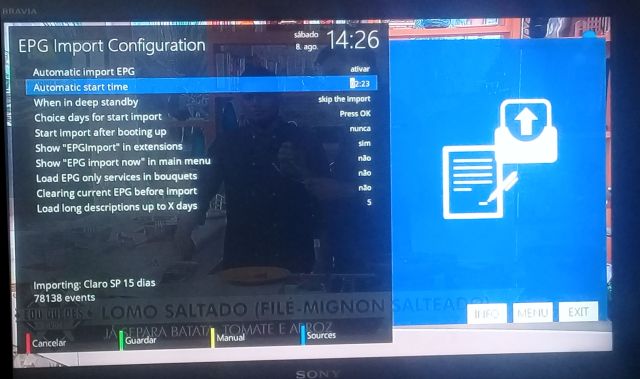 BRAVIA
EPG Import Configuration
sábado
8. ago.
14:26
Automatic import EPG ativar
Automatic start time 2:23
When in deep standby skip the import
Choice days for start import Press OK
Start import after booting up nunca
Show "EPGImport" in extensions sim
Show "EPG import now" in main menu não
Load EPG only services in bouquets não
Clearing current EPG before import não
Load long descriptions up to X days 5
Importing: Claro SP 15 dias
78138 events
LOMO SALTADO (FILÉ-MIGNON SALTEADO)
JÁ SEPARA BATATA, TOMATE E ARROZ
INFO MENU EXIT
Cancelar Guardar Manual Sources
SONY